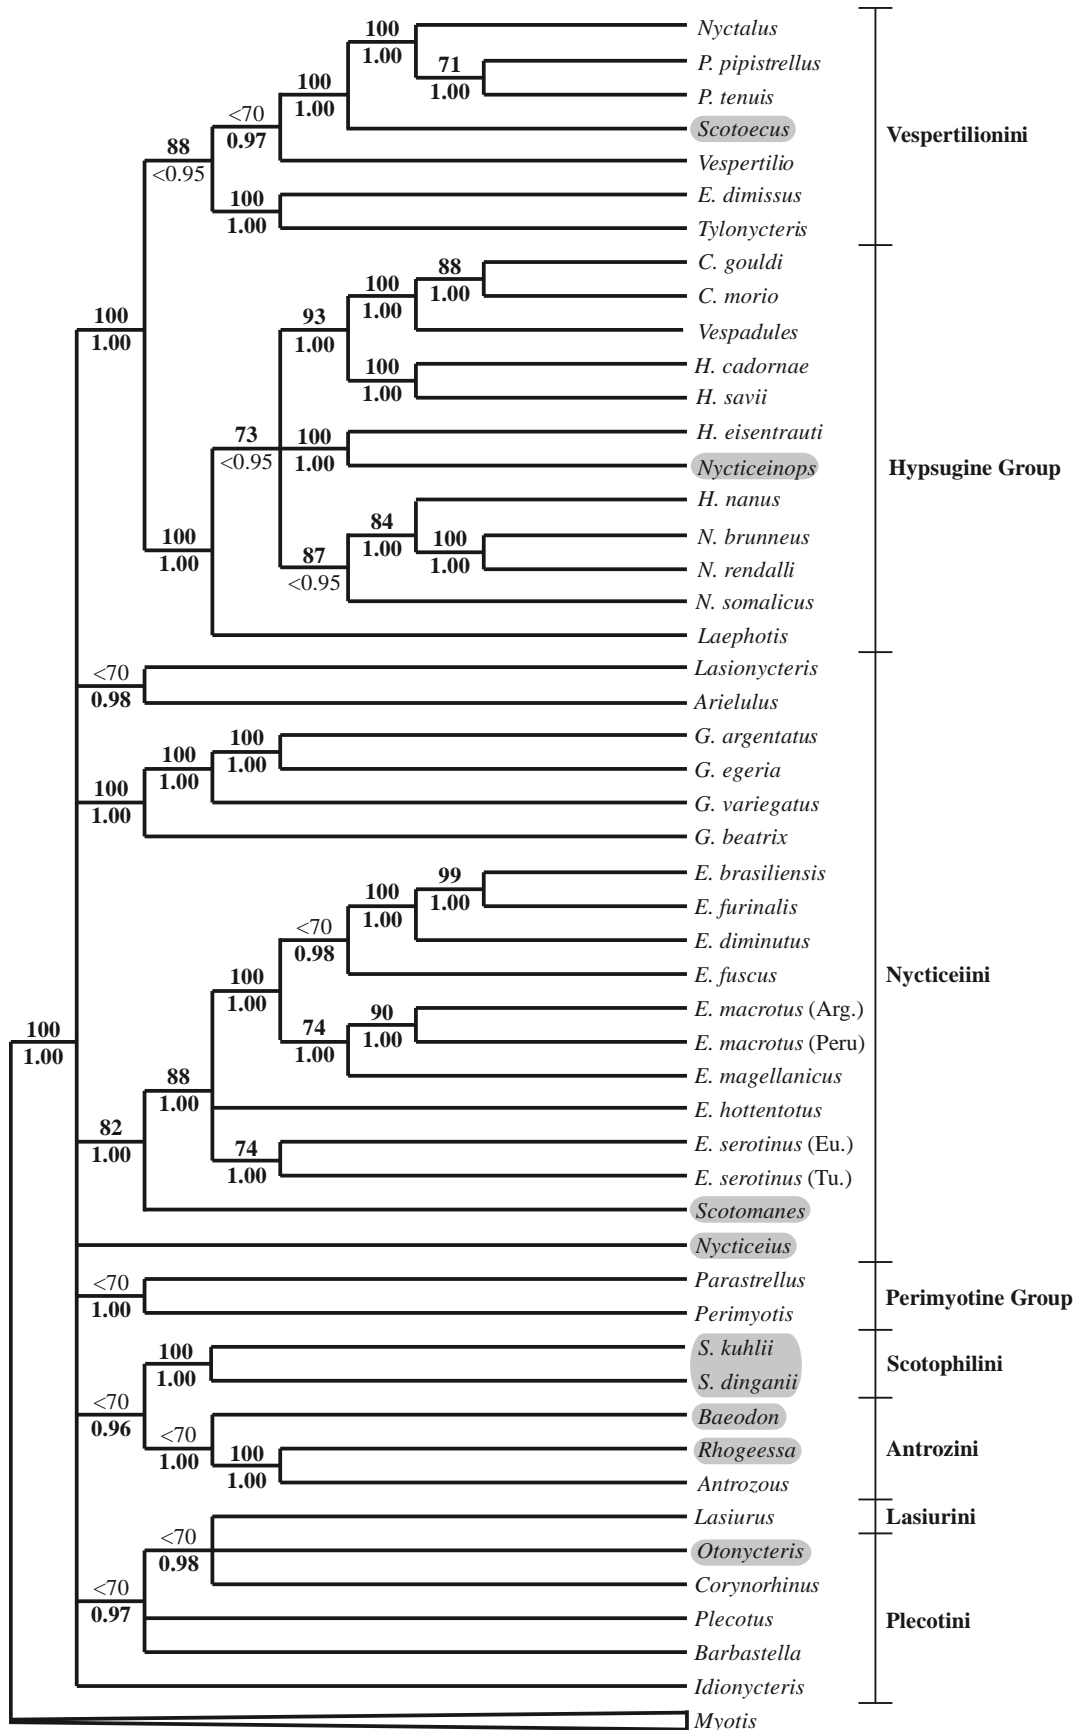 Nyctalus
100
1.00
P. pipistrellus
71
1.00
P. tenuis
100
1.00
Scotoecus
<70
0.97
Vespertilionini
88
<0.95
Vespertilio
E. dimissus
100
1.00
Tylonycteris
C. gouldi
88
1.00
C. morio
100
1.00
100
1.00
93
1.00
Vespadules
H. cadornae
100
1.00
H. savii
H. eisentrauti
73
<0.95
100
1.00
Nycticeinops
Hypsugine Group
H. nanus
84
1.00
N. brunneus
100
1.00
100
1.00
87
<0.95
N. rendalli
N. somalicus
Laephotis
Lasionycteris
<70
0.98
Arielulus
G. argentatus
100
1.00
100
1.00
G. egeria
100
1.00
G. variegatus
G. beatrix
E. brasiliensis
99
1.00
100
1.00
E. furinalis
<70
0.98
E. diminutus
E. fuscus
Nycticeiini
100
1.00
E. macrotus (Arg.)
90
1.00
74
1.00
E. macrotus (Peru)
100
1.00
E. magellanicus
88
1.00
E. hottentotus
82
1.00
E. serotinus (Eu.)
74
1.00
E. serotinus (Tu.)
Scotomanes
Nycticeius
Parastrellus
<70
1.00
Perimyotine Group
Perimyotis
S. kuhlii
100
1.00
Scotophilini
S. dinganii
<70
0.96
Baeodon
<70
1.00
Rhogeessa
Antrozini
100
1.00
Antrozous
Lasiurus
Lasiurini
<70
0.98
Otonycteris
Corynorhinus
<70
0.97
Plecotus
Plecotini
Barbastella
Idionycteris
Myotis